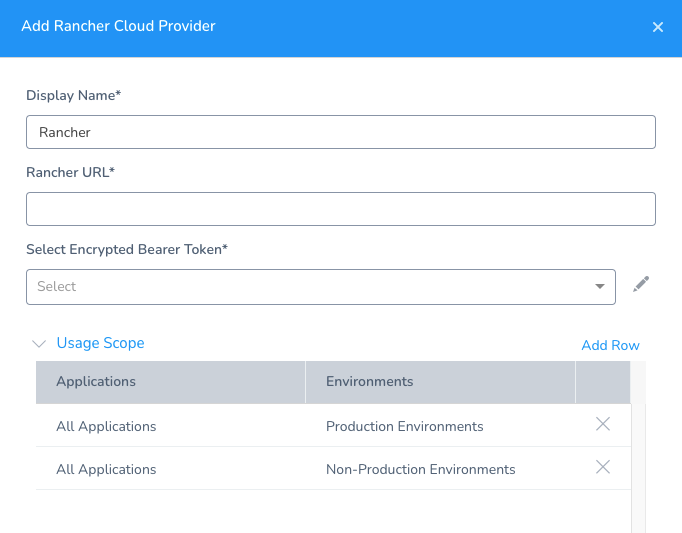 Add Rancher Cloud Provider
Display Name*
Rancher
Rancher URL*
Select Encrypted Bearer Token*
Select
Usage Scope
Add Row
Applications Environments
All Applications Production Environments
All Applications Non-Production Environments